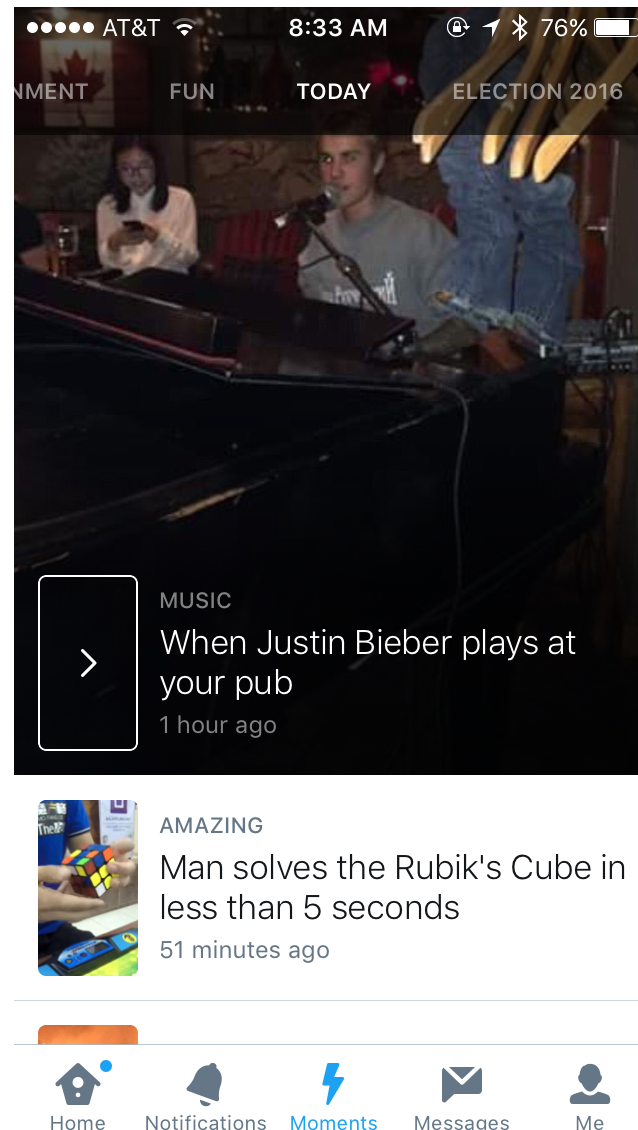 AT&T 8:33 AM 76%
NMENT FUN TODAY ELECTION 2016
MUSIC
When Justin Bieber plays at
your pub
1 hour ago
AMAZING
Man solves the Rubik's Cube in
less than 5 seconds
51 minutes ago
Home Notifications Moments Messages Me